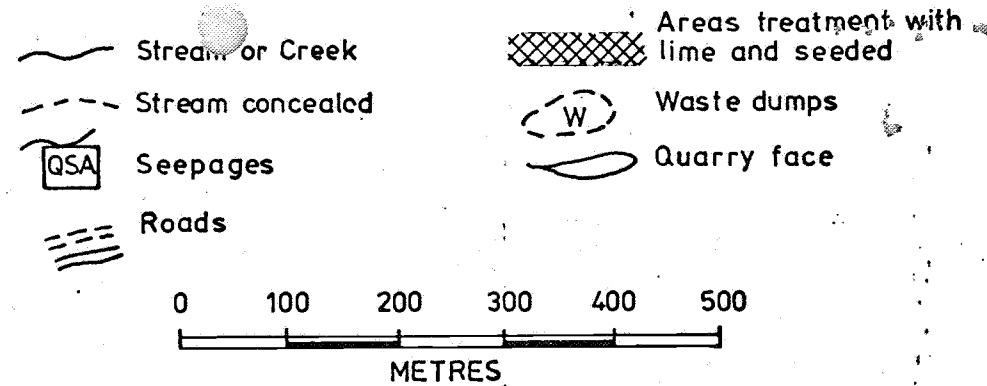 Stream or Creek
Stream concealed
QSA Seepages
Roads
Areas treatment with
lime and seeded
W Waste dumps
Quarry face
0 100 200 300 400 500
METRES